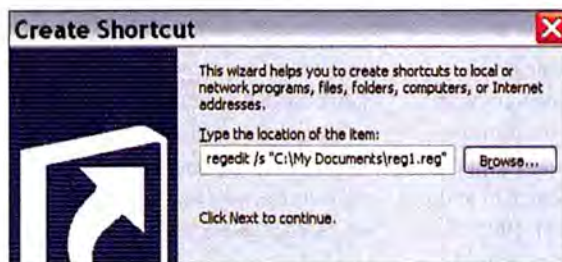 Create Shortcut
This wizard helps you to create shortcuts to local or
network programs, files, folders, computers, or Internet
addresses.
Type the location of the item:
regedit /s "C:\My Documents\reg1.reg" Browse...
Click Next to continue.